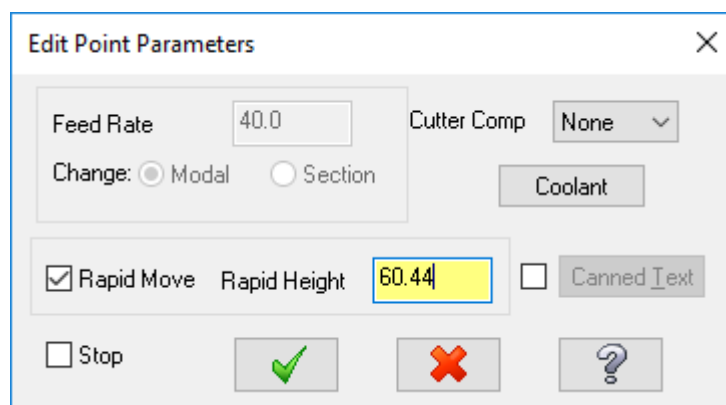 Edit Point Parameters
Feed Rate 40.0 Cutter Comp None
Change: Modal Section Coolant
Rapid Move Rapid Height 60.44 Canned Text
Stop